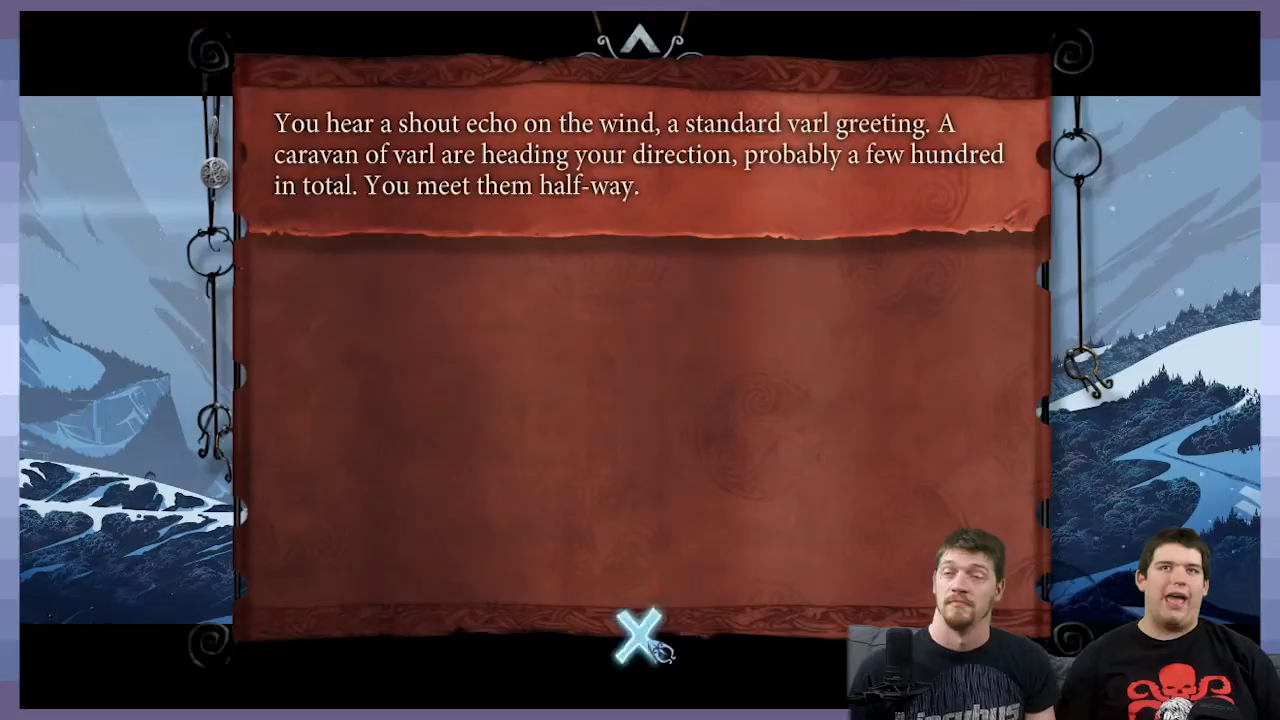 You hear a shout echo on the wind, a standard varl greeting. A
caravan of varl are heading your direction, probably a few hundred
in total. You meet them half-way.
incubus